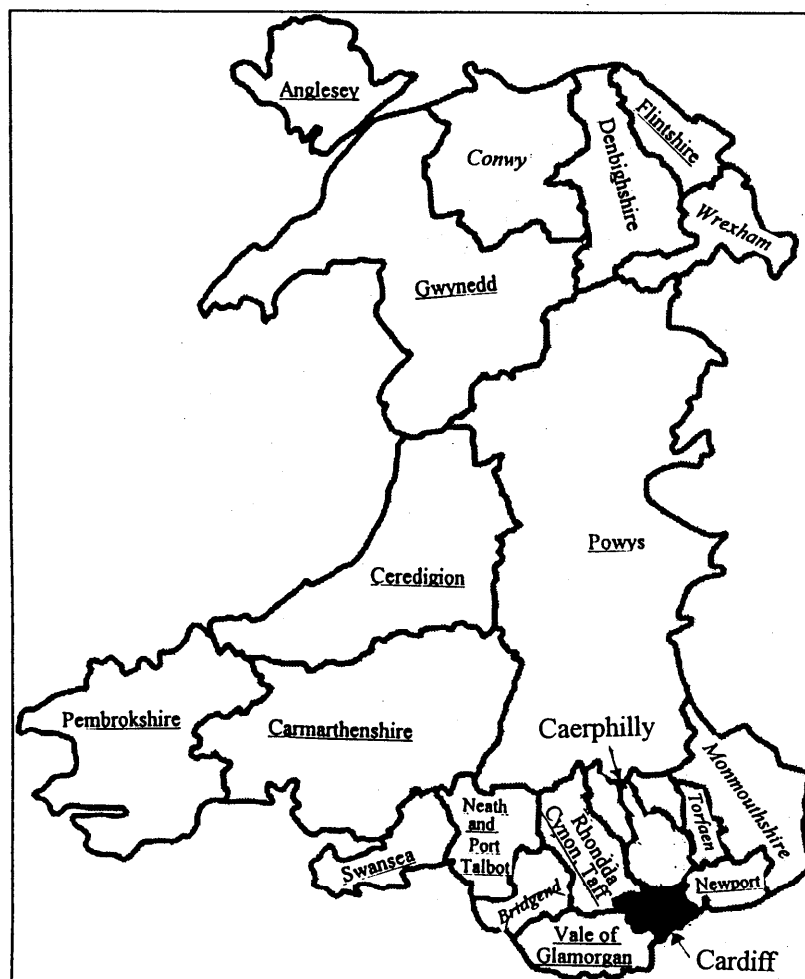 Anglesey
Flintshire
Conwy
Denbighshire
Wrexham
Gwynedd
Powys
Ceredigion
Pembrokshire
Carmarthenshire
Caerphilly
Monmouthshire
Neath
and
Port
Talbot
Rhondda
Cynon, Taff
Torfaen
Swansea
Bridgend
Newport
Vale of
Glamorgan
Cardiff